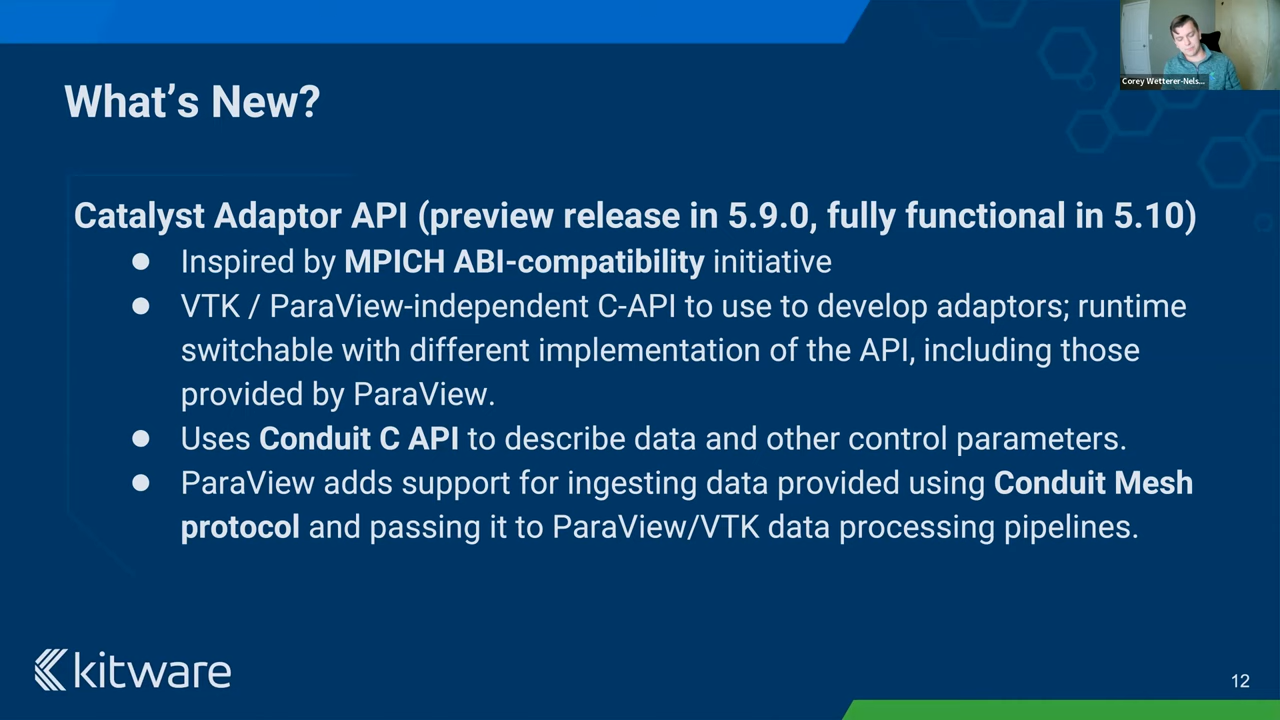 Corey Wetterer-Nels...
What's New?
Catalyst Adaptor API (preview release in 5.9.0, fully functional in 5.10)
● Inspired by MPICH ABI-compatibility initiative
● VTK / ParaView-independent C-API to use to develop adaptors; runtime
switchable with different implementation of the API, including those
provided by ParaView.
● Uses Conduit C API to describe data and other control parameters.
● ParaView adds support for ingesting data provided using Conduit Mesh
protocol and passing it to ParaView/VTK data processing pipelines.
kitware
12